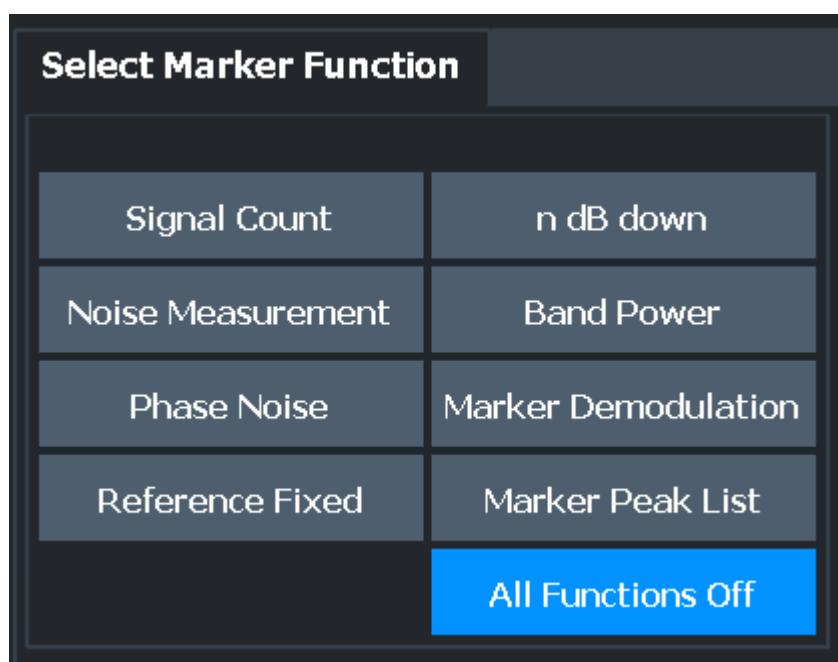 Select Marker Function
Signal Count
n dB down
Noise Measurement
Band Power
Phase Noise
Marker Demodulation
Reference Fixed
Marker Peak List
All Functions Off